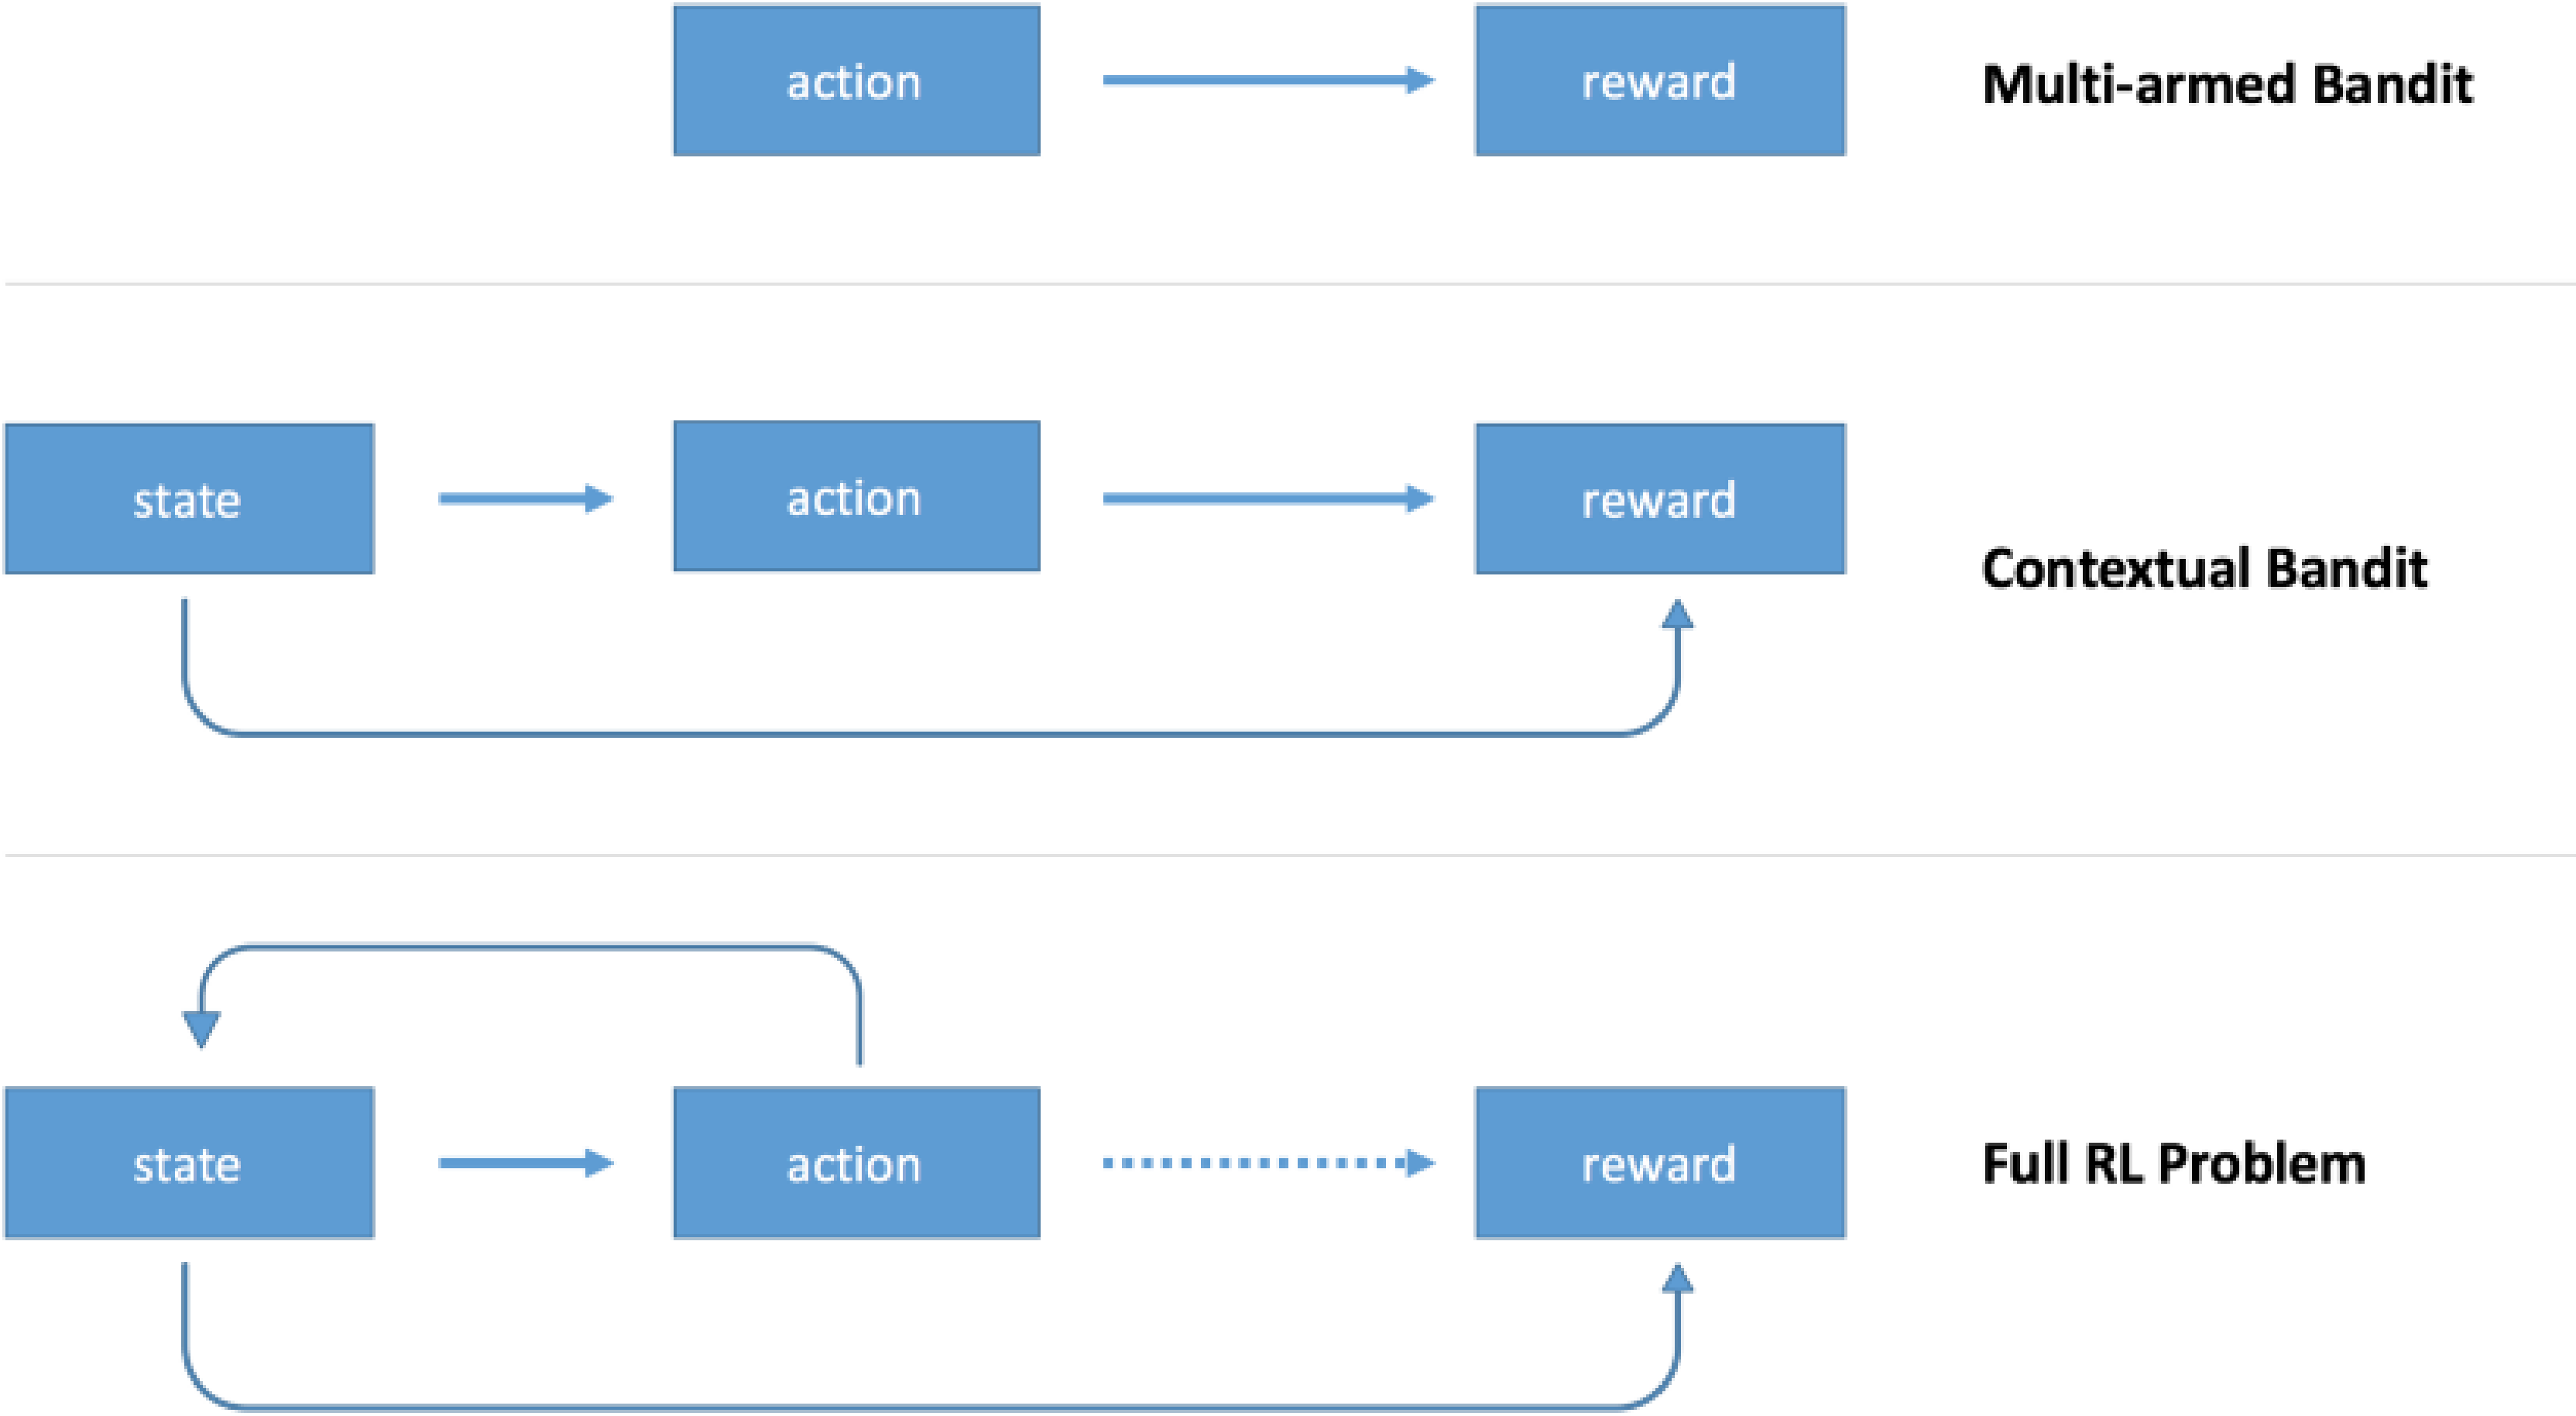 action
reward
Multi-armed Bandit
state
action
reward
Contextual Bandit
state
action
reward
Full RL Problem